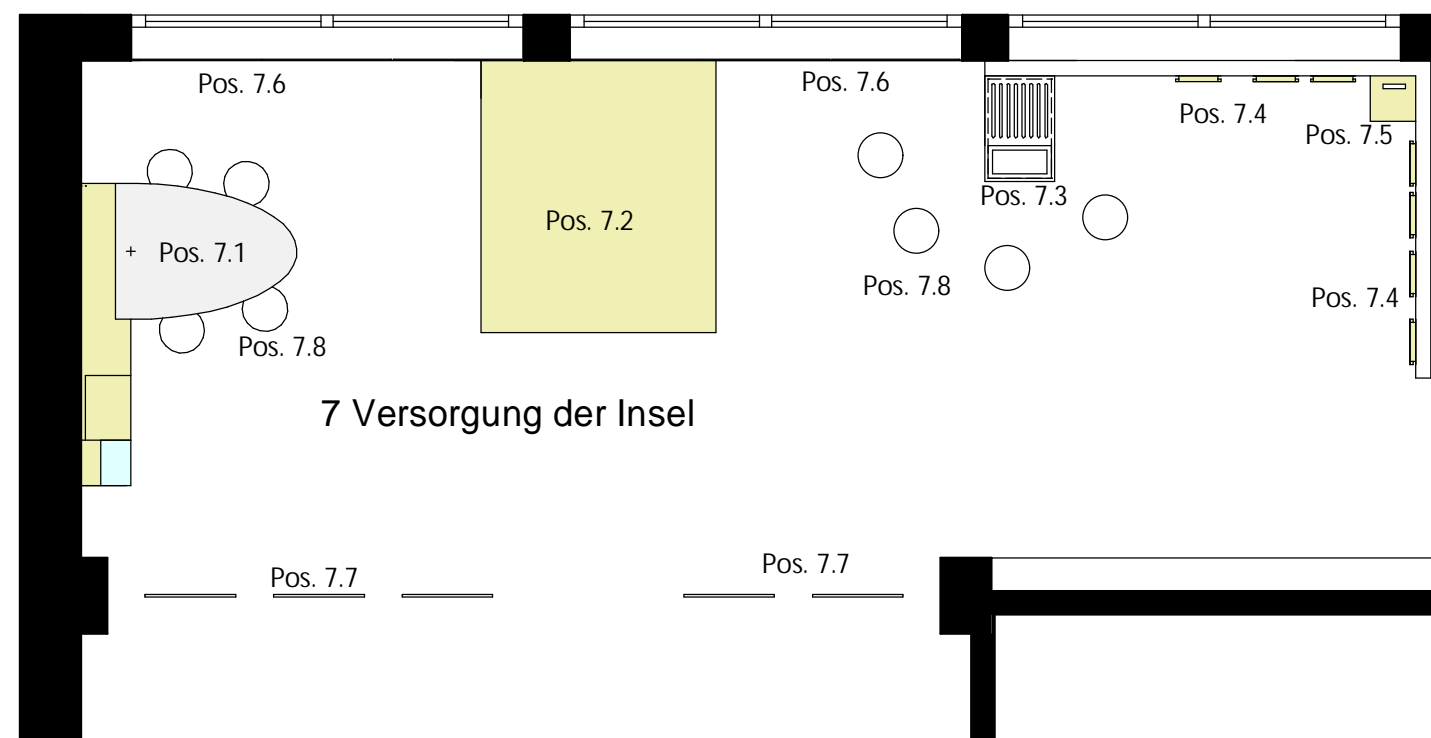 Pos. 7.6
Pos. 7.6
Pos. 7.4
Pos. 7.5
Pos. 7.3
Pos. 7.2
Pos. 7.1
Pos. 7.8
Pos. 7.4
Pos. 7.8
7 Versorgung der Insel
Pos. 7.7
Pos. 7.7